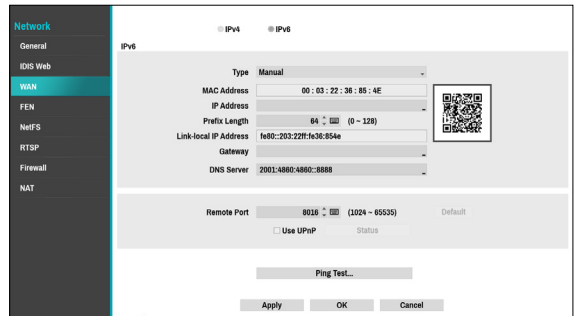 Network
General
IDIS Web
WAN
FEN
NetFS
RTSP
Firewall
NAT
IPv4 IPv6
IPv6
Type Manual
MAC Address 00 : 03 : 22 : 36 : 85 : 4E
IP Address
Prefix Length 64 (0 ~ 128)
Link-local IP Address fe80::203:22ff:fe36:854e
Gateway
DNS Server 2001:4860:4860::8888
Remote Port 8016 (1024 ~ 65535) Default
Use UPnP Status
Ping Test...
Apply OK Cancel